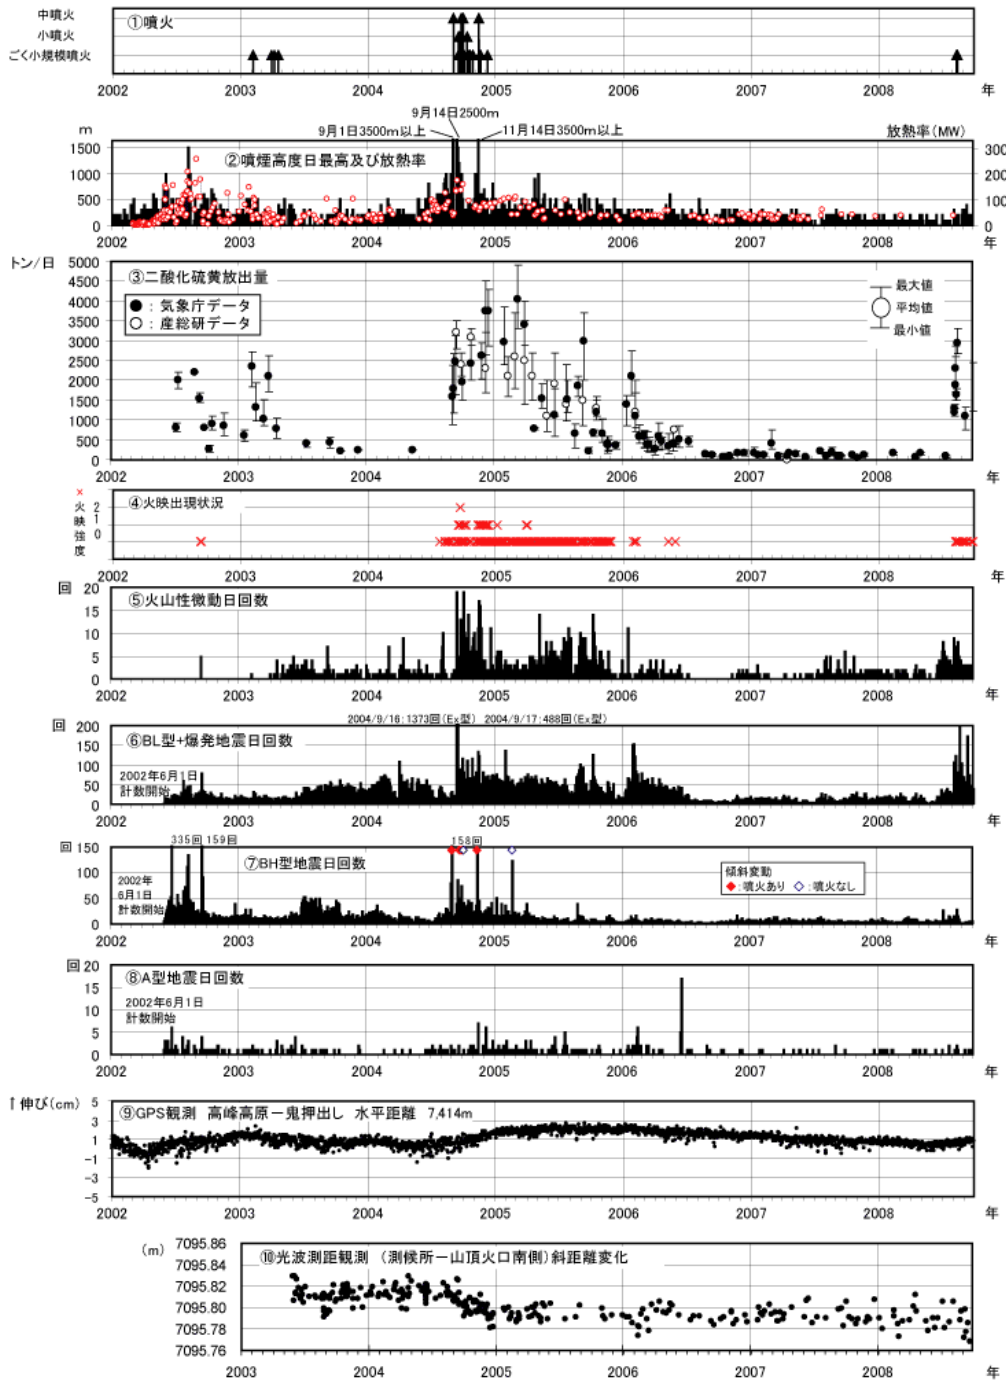 中噴火
小噴火
ごく小規模噴火
①噴火
2002 2003 2004 2005 2006 2007 2008 年
9月14日2500m
9月1日3500m以上
11月14日3500m以上
m
放熱率(MW)
②噴煙高度日最高及び放熱率
1500
1000
500
0
300
200
100
0
2002 2003 2004 2005 2006 2007 2008 年
トン/日
③二酸化硫黄放出量
●:気象庁データ
○:産総研データ
最大値
平均値
最小値
5000
4500
4000
3500
3000
2500
2000
1500
1000
500
0
2002 2003 2004 2005 2006 2007 2008 年
×火映強度
2
1
0
④火映出現状況
2002 2003 2004 2005 2006 2007 2008 年
回
⑤火山性微動日回数
20
15
10
5
0
2002 2003 2004 2005 2006 2007 2008 年
2004/9/16:1373回(Ex型) 2004/9/17:488回(Ex型)
回
⑥BL型+爆発地震日回数
2002年6月1日
計数開始
200
150
100
50
0
2002 2003 2004 2005 2006 2007 2008 年
335回 159回
158回
回
⑦BH型地震日回数
2002年
6月1日
計数開始
傾斜変動
◆:噴火あり ◇:噴火なし
150
100
50
0
2002 2003 2004 2005 2006 2007 2008 年
回
⑧A型地震日回数
2002年6月1日
計数開始
20
15
10
5
0
2002 2003 2004 2005 2006 2007 2008 年
↑伸び(cm)
⑨GPS観測 高峰高原-鬼押出し 水平距離 7,414m
5
3
1
-1
-3
-5
2002 2003 2004 2005 2006 2007 2008 年
(m)
⑩光波測距観測 (測候所-山頂火口南側)斜距離変化
7095.86
7095.84
7095.82
7095.80
7095.78
7095.76
2003 2004 2005 2006 2007 2008 年